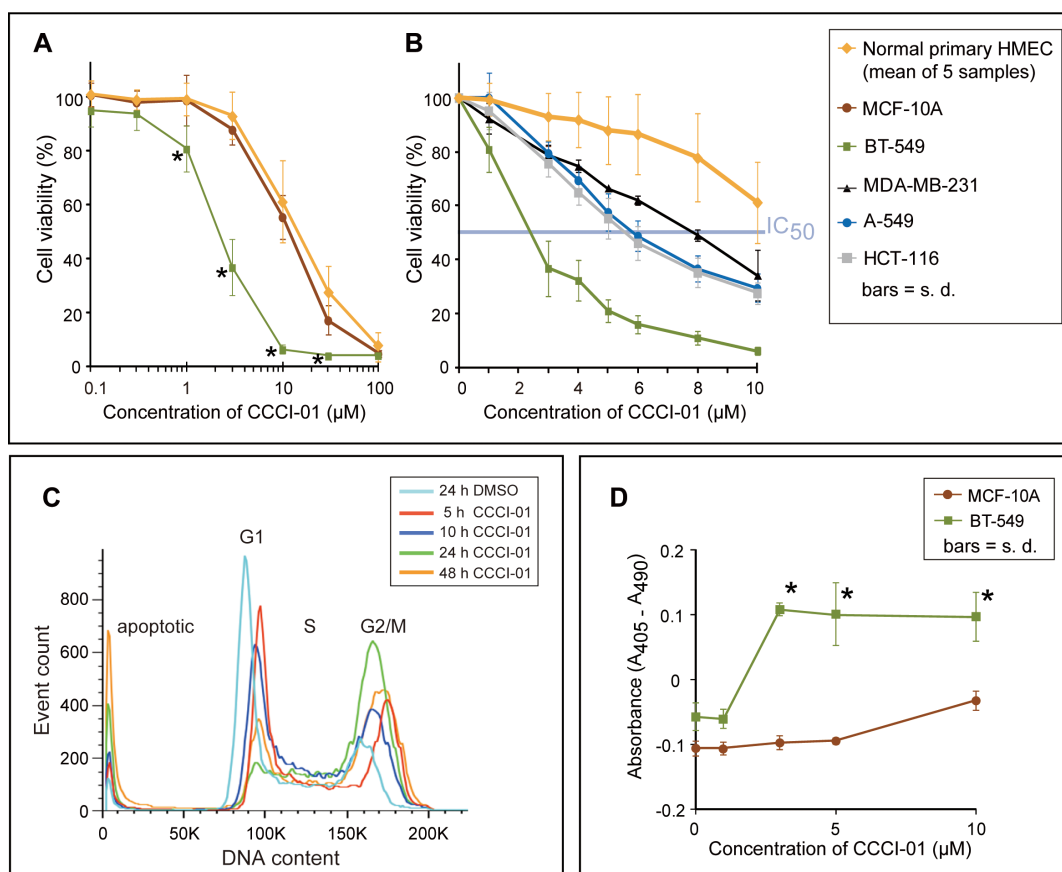 A
Cell viability (%)
100
80
60
40
20
0
0.1
1
10
100
*
*
*
*
Concentration of CCCI-01 (µM)
B
Cell viability (%)
100
80
60
40
20
0
0
2
4
6
8
10
IC50
Concentration of CCCI-01 (µM)
Normal primary HMEC
(mean of 5 samples)
MCF-10A
BT-549
MDA-MB-231
A-549
HCT-116
bars = s. d.
C
24 h DMSO
5 h CCCI-01
10 h CCCI-01
24 h CCCI-01
48 h CCCI-01
G1
apoptotic
S
G2/M
Event count
800
600
400
200
0
0
50K
100K
150K
200K
DNA content
D
MCF-10A
BT-549
bars = s. d.
Absorbance (A405 - A490)
0.2
0.1
0
-0.1
-0.2
*
*
*
0
5
10
Concentration of CCCI-01 (µM)